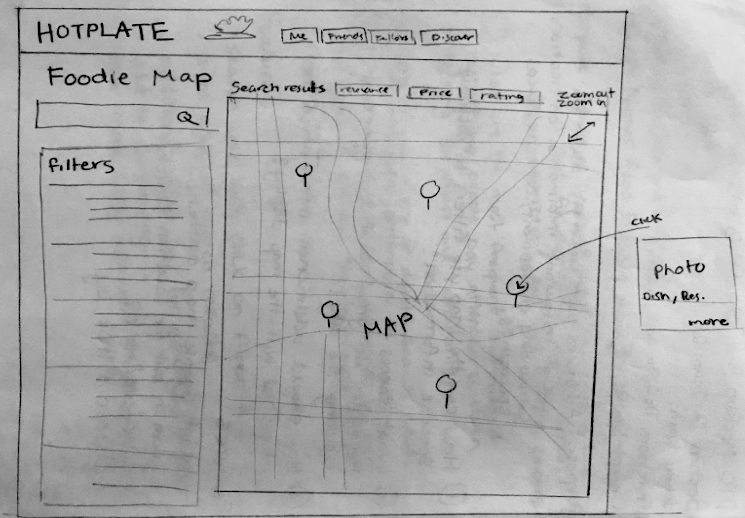 HOTPLATE
Me Friends Discover
Foodie Map
Search results relevance Price rating
Zoom out
Zoom in
filters
click
photo
Dish, Res.
more
MAP